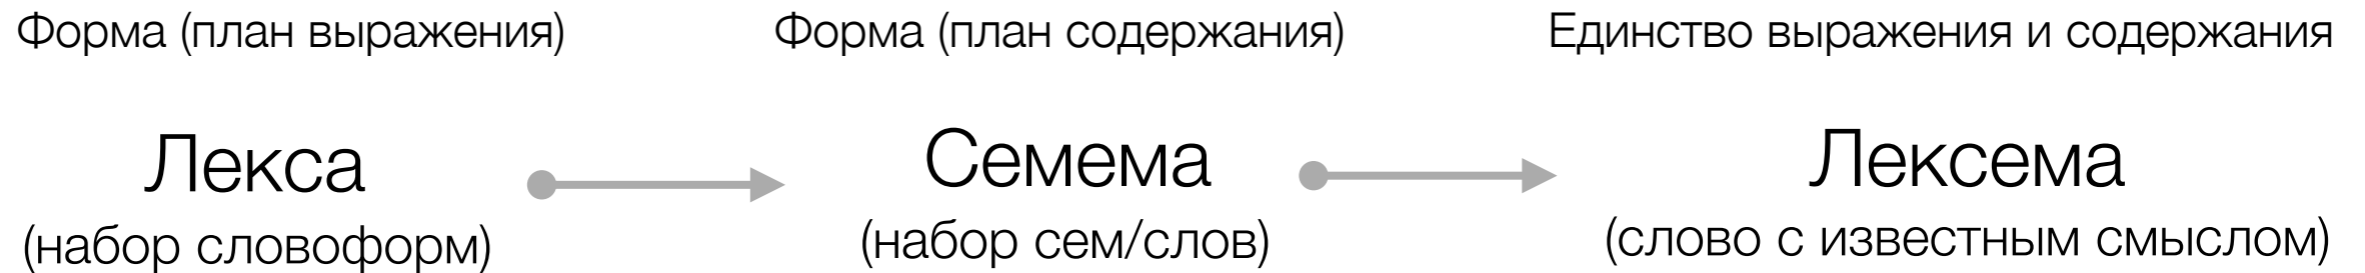 Форма (план выражения)
Форма (план содержания)
Единство выражения и содержания
Лекса
Семема
Лексема
(набор словоформ)
(набор сем/слов)
(слово с известным смыслом)